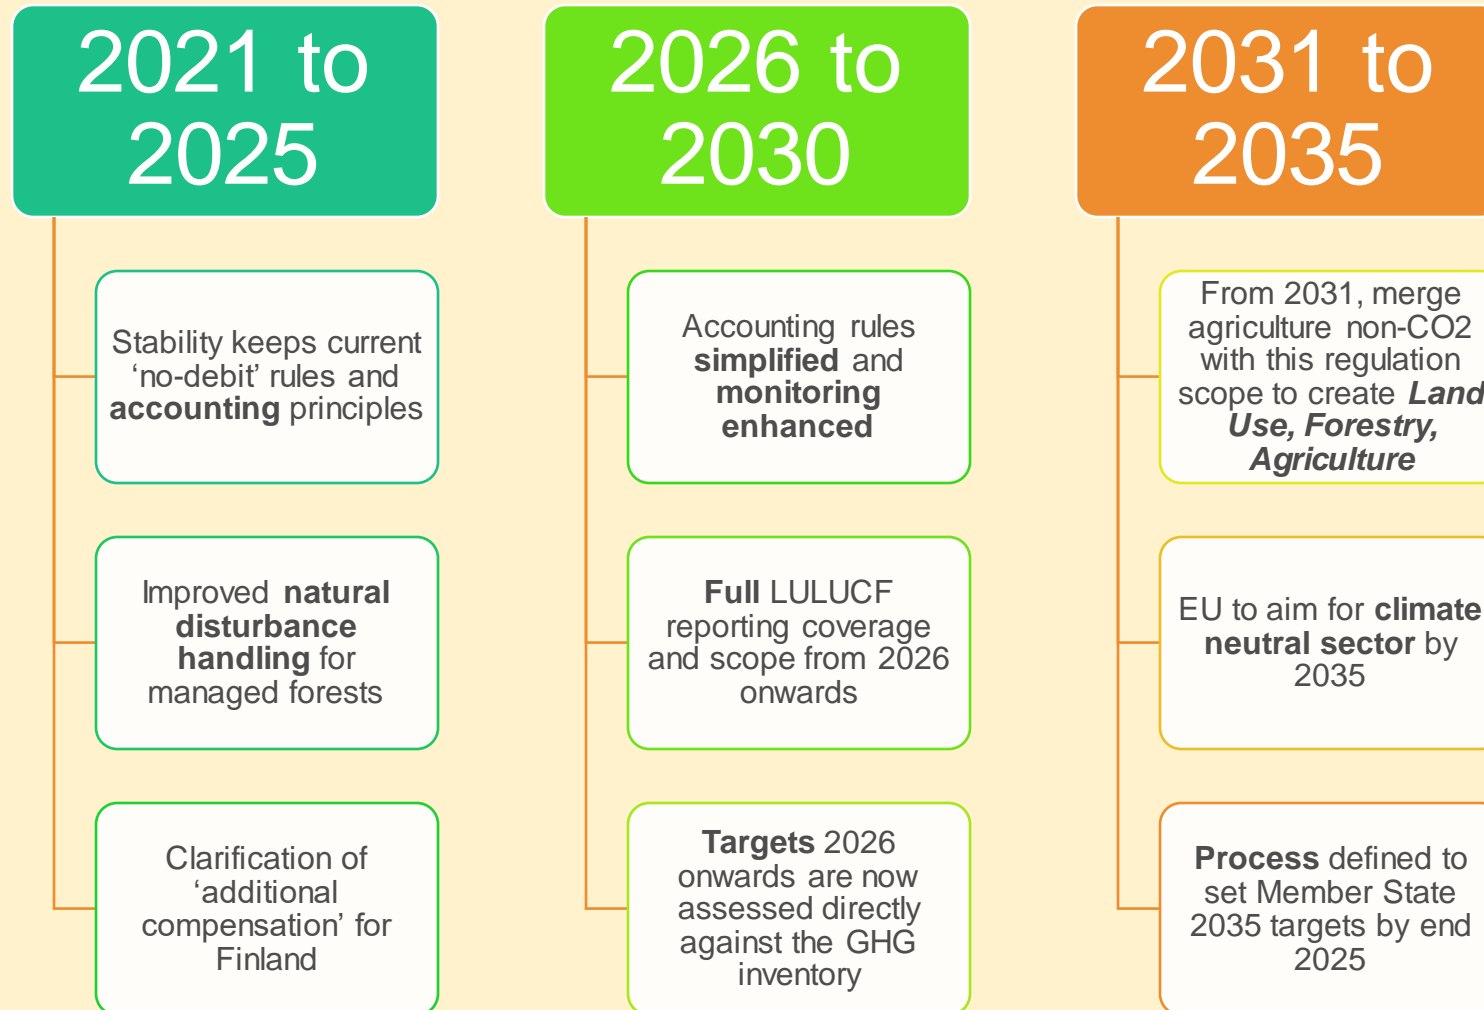 2021 to
2025
Stability keeps current
‘no-debit’ rules and
accounting principles
Improved natural
disturbance
handling for
managed forests
Clarification of
‘additional
compensation’ for
Finland
2026 to
2030
Accounting rules
simplified and
monitoring
enhanced
Full LULUCF
reporting coverage
and scope from 2026
onwards
Targets 2026
onwards are now
assessed directly
against the GHG
inventory
2031 to
2035
From 2031, merge
agriculture non-CO2
with this regulation
scope to create Land
Use, Forestry,
Agriculture
EU to aim for climate
neutral sector by
2035
Process defined to
set Member State
2035 targets by end
2025